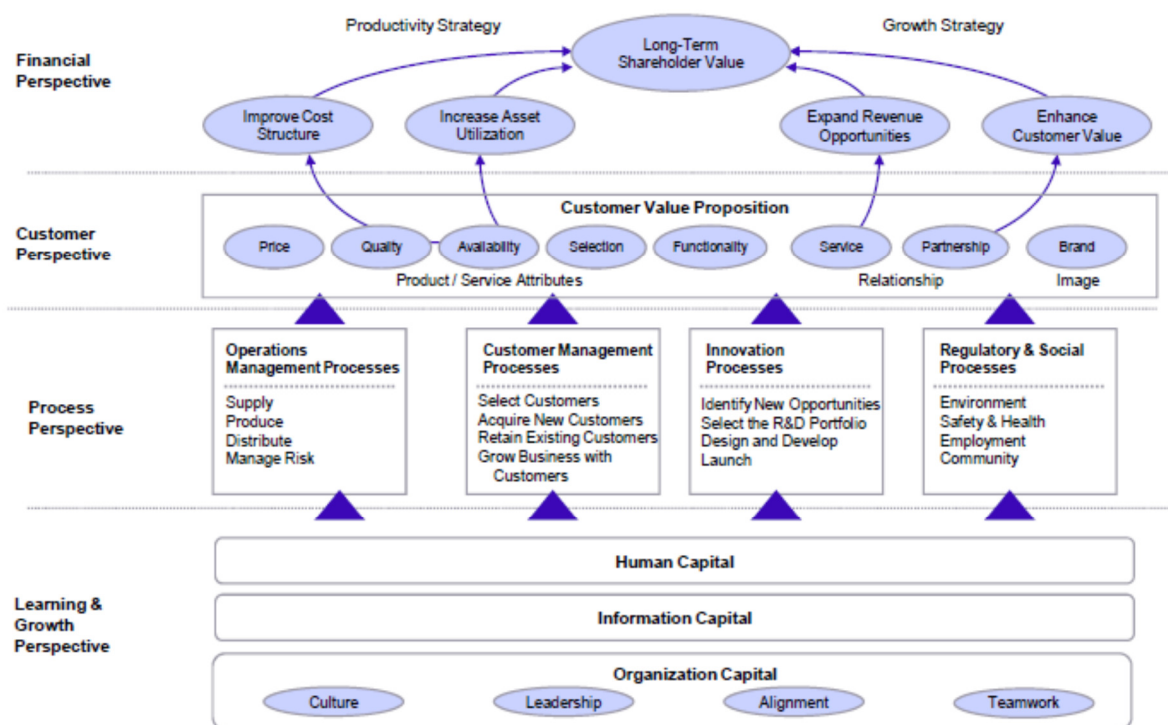 Productivity Strategy
Growth Strategy
Financial
Perspective
Long-Term
Shareholder Value
Improve Cost
Structure
Increase Asset
Utilization
Expand Revenue
Opportunities
Enhance
Customer Value
Customer
Perspective
Customer Value Proposition
Price
Quality
Availability
Selection
Functionality
Service
Partnership
Brand
Product / Service Attributes
Relationship
Image
Process
Perspective
Operations
Management Processes
Supply
Produce
Distribute
Manage Risk
Customer Management
Processes
Select Customers
Acquire New Customers
Retain Existing Customers
Grow Business with
Customers
Innovation
Processes
Identify New Opportunities
Select the R&D Portfolio
Design and Develop
Launch
Regulatory & Social
Processes
Environment
Safety & Health
Employment
Community
Learning &
Growth
Perspective
Human Capital
Information Capital
Organization Capital
Culture
Leadership
Alignment
Teamwork